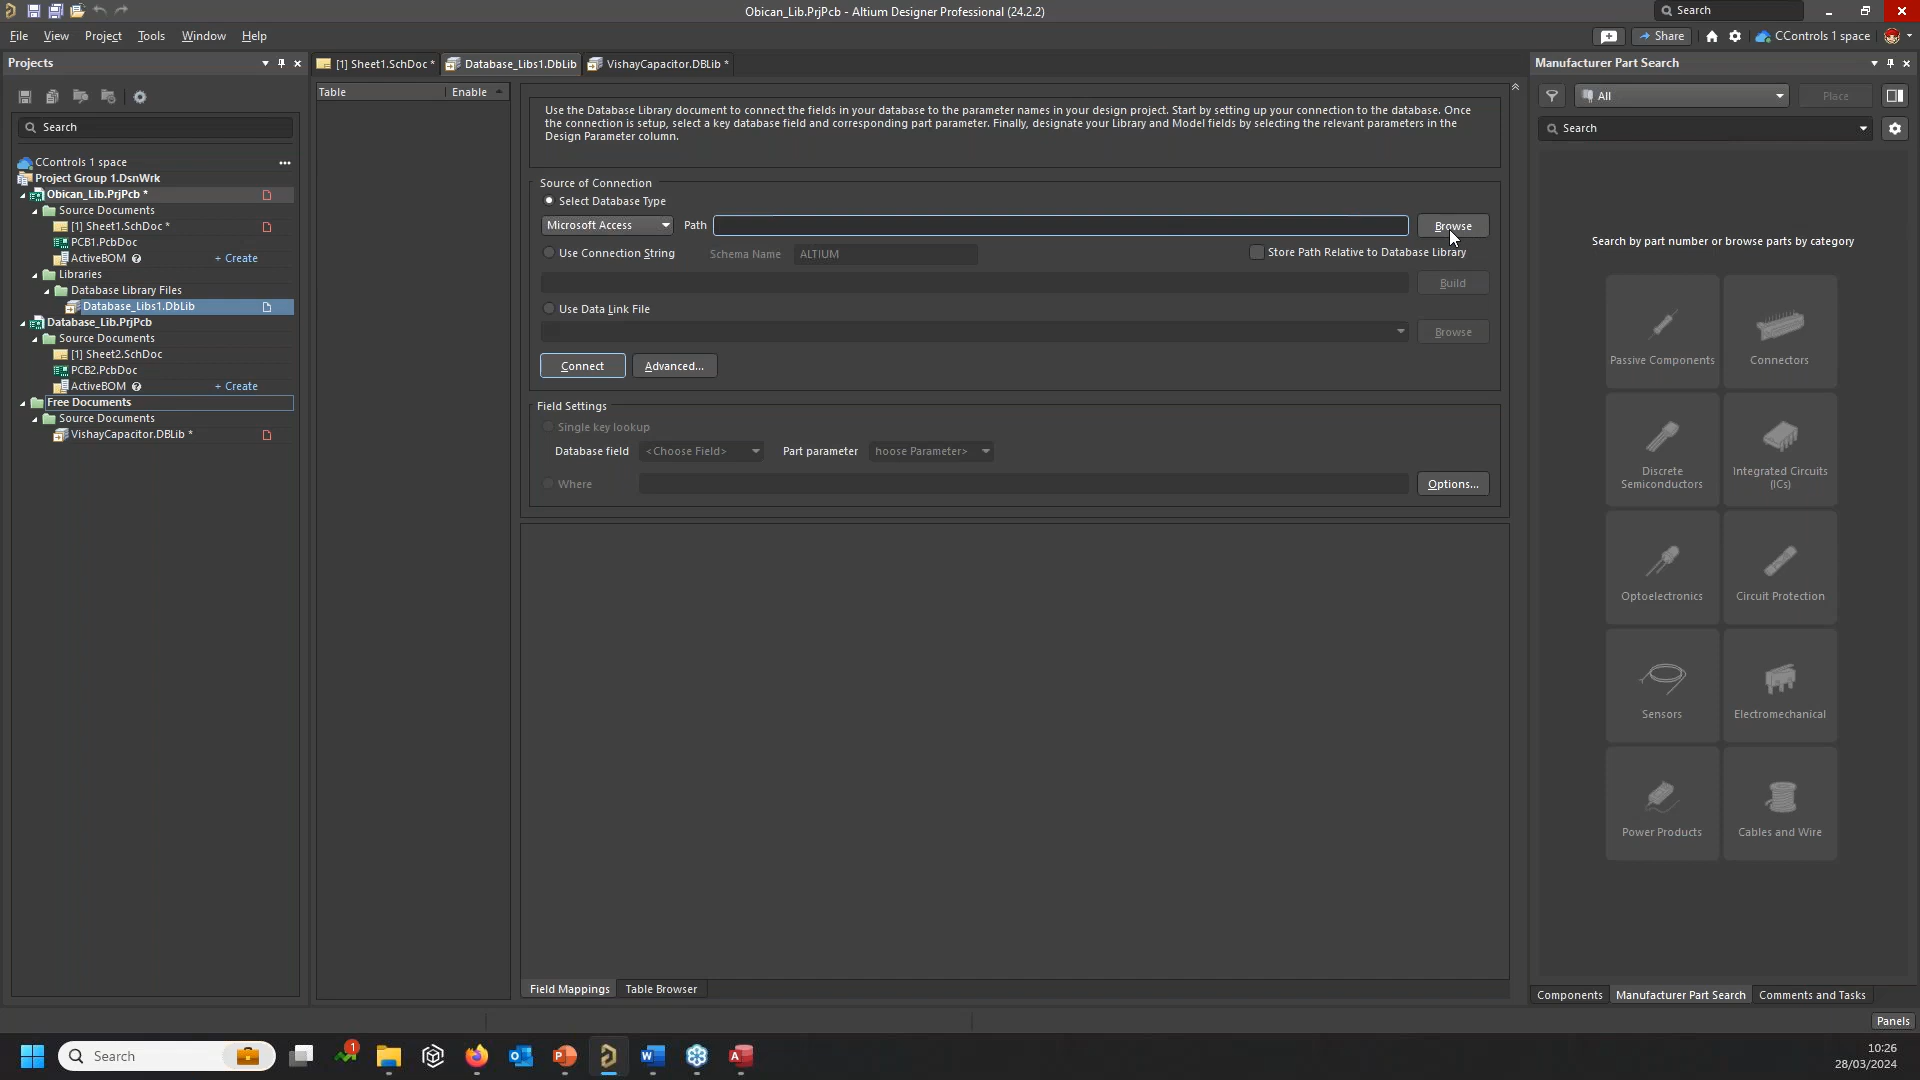 Obican_Lib.PrjPcb - Altium Designer Professional (24.2.2)
Search
File View Project Tools Window Help
Share
CControls 1 space
Projects
[1] Sheet1.SchDoc *
Database_Libs1.DbLib
VishayCapacitor.DBLib *
Manufacturer Part Search
Table
Enable
All
Place
Search
Search
CControls 1 space
Project Group 1.DsnWrk
Obican_Lib.PrjPcb *
Source Documents
[1] Sheet1.SchDoc *
PCB1.PcbDoc
ActiveBOM
+ Create
Libraries
Database Library Files
Database_Libs1.DbLib
Database_Lib.PrjPcb
Source Documents
[1] Sheet2.SchDoc
PCB2.PcbDoc
ActiveBOM
+ Create
Free Documents
Source Documents
VishayCapacitor.DBLib *
Use the Database Library document to connect the fields in your database to the parameter names in your design project. Start by setting up your connection to the database. Once
the connection is setup, select a key database field and corresponding part parameter. Finally, designate your Library and Model fields by selecting the relevant parameters in the
Design Parameter column.
Source of Connection
Select Database Type
Microsoft Access
Path
Browse
Use Connection String
Schema Name
ALTIUM
Store Path Relative to Database Library
Build
Use Data Link File
Browse
Connect
Advanced...
Field Settings
Single key lookup
Database field
<Choose Field>
Part parameter
hoose Parameter>
Where
Options...
Field Mappings
Table Browser
Search by part number or browse parts by category
Passive Components
Connectors
Discrete
Semiconductors
Integrated Circuits
(ICs)
Optoelectronics
Circuit Protection
Sensors
Electromechanical
Power Products
Cables and Wire
Components
Manufacturer Part Search
Comments and Tasks
Panels
Search
1
10:26
28/03/2024